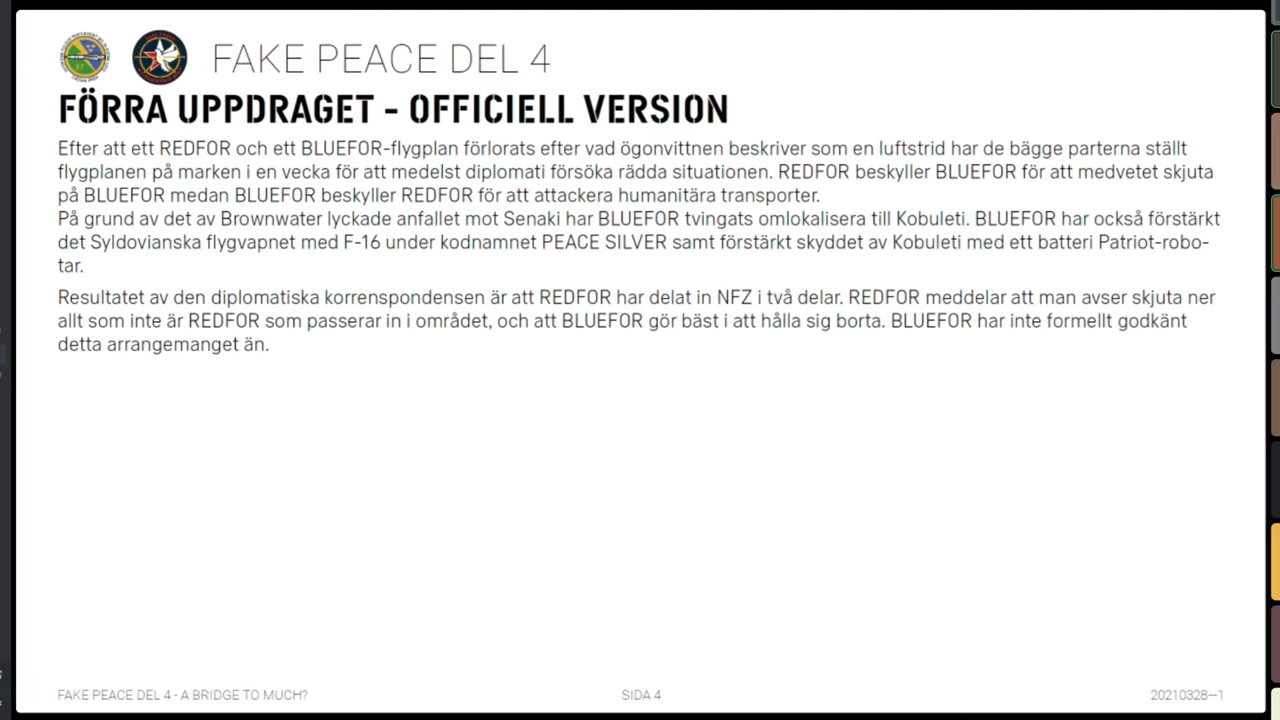 FAKE PEACE DEL 4
FÖRRA UPPDRAGET - OFFICIELL VERSION
Efter att ett REDFOR och ett BLUEFOR-flygplan förlorats efter vad ögonvittnen beskriver som en luftstrid har de bägge parterna ställt
flygplanen på marken i en vecka för att medelst diplomati försöka rädda situationen. REDFOR beskyller BLUEFOR för att medvetet skjuta
på BLUEFOR medan BLUEFOR beskyller REDFOR för att attackera humanitära transporter.
På grund av det av Brownwater lyckade anfallet mot Senaki har BLUEFOR tvingats omlokalisera till Kobuleti. BLUEFOR har också förstärkt
det Syldovianska flygvapnet med F-16 under kodnamnet PEACE SILVER samt förstärkt skyddet av Kobuleti med ett batteri Patriot-robo-
tar.
Resultatet av den diplomatiska korrenspondensen är att REDFOR har delat in NFZ i två delar. REDFOR meddelar att man avser skjuta ner
allt som inte är REDFOR som passerar in i området, och att BLUEFOR gör bäst i att hålla sig borta. BLUEFOR har inte formellt godkänt
detta arrangemanget än.
FAKE PEACE DEL 4 - A BRIDGE TO MUCH?
SIDA 4
20210328—1